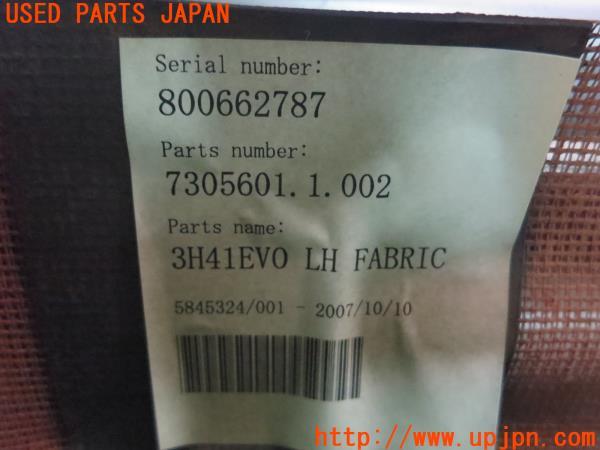 USED PARTS JAPAN
Serial number:
800662787
Parts number:
7305601.1.002
Parts name:
3H41EVO LH FABRIC
5845324/001 - 2007/10/10
http://www.upjpn.com